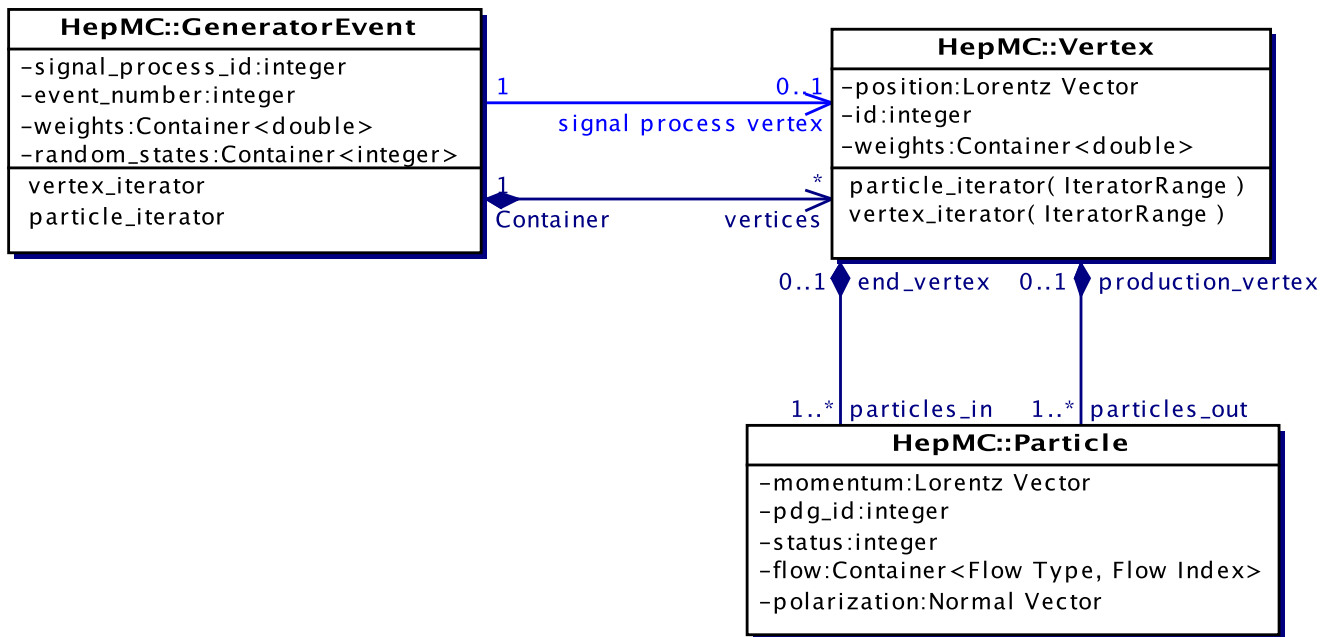 HepMC::GeneratorEvent
-signal_process_id:integer
-event_number:integer
-weights:Container<double>
-random_states:Container<integer>
vertex_iterator
particle_iterator
1
0..1
signal process vertex
1
*
Container
vertices
HepMC::Vertex
-position:Lorentz Vector
-id:integer
-weights:Container<double>
particle_iterator( IteratorRange )
vertex_iterator( IteratorRange )
0..1
end_vertex
0..1
production_vertex
1..*
particles_in
1..*
particles_out
HepMC::Particle
-momentum:Lorentz Vector
-pdg_id:integer
-status:integer
-flow:Container<Flow Type, Flow Index>
-polarization:Normal Vector